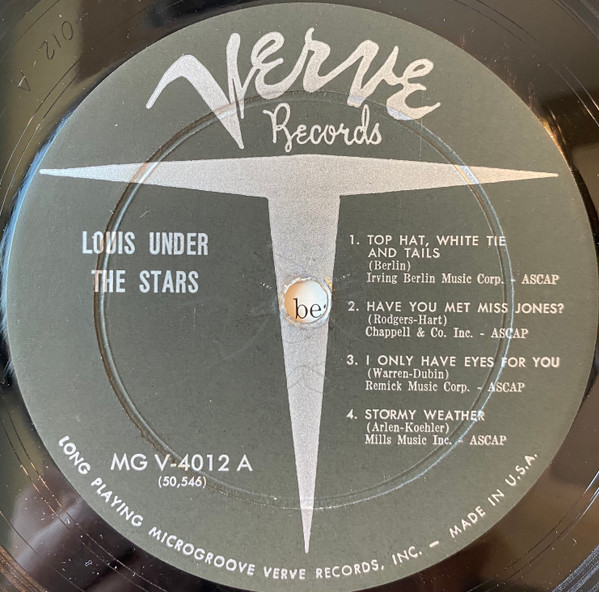 Verve
Records
LOUIS UNDER
THE STARS
1. TOP HAT, WHITE TIE
AND TAILS
(Berlin)
Irving Berlin Music Corp. - ASCAP
2. HAVE YOU MET MISS JONES?
(Rodgers-Hart)
Chappell & Co. Inc. - ASCAP
3. I ONLY HAVE EYES FOR YOU
(Warren-Dubin)
Remick Music Corp. - ASCAP
4. STORMY WEATHER
(Arlen-Koehler)
Mills Music Inc. - ASCAP
be
MG V-4012 A
(50,546)
LONG PLAYING MICROGROOVE VERVE RECORDS, INC. - MADE IN U.S.A.